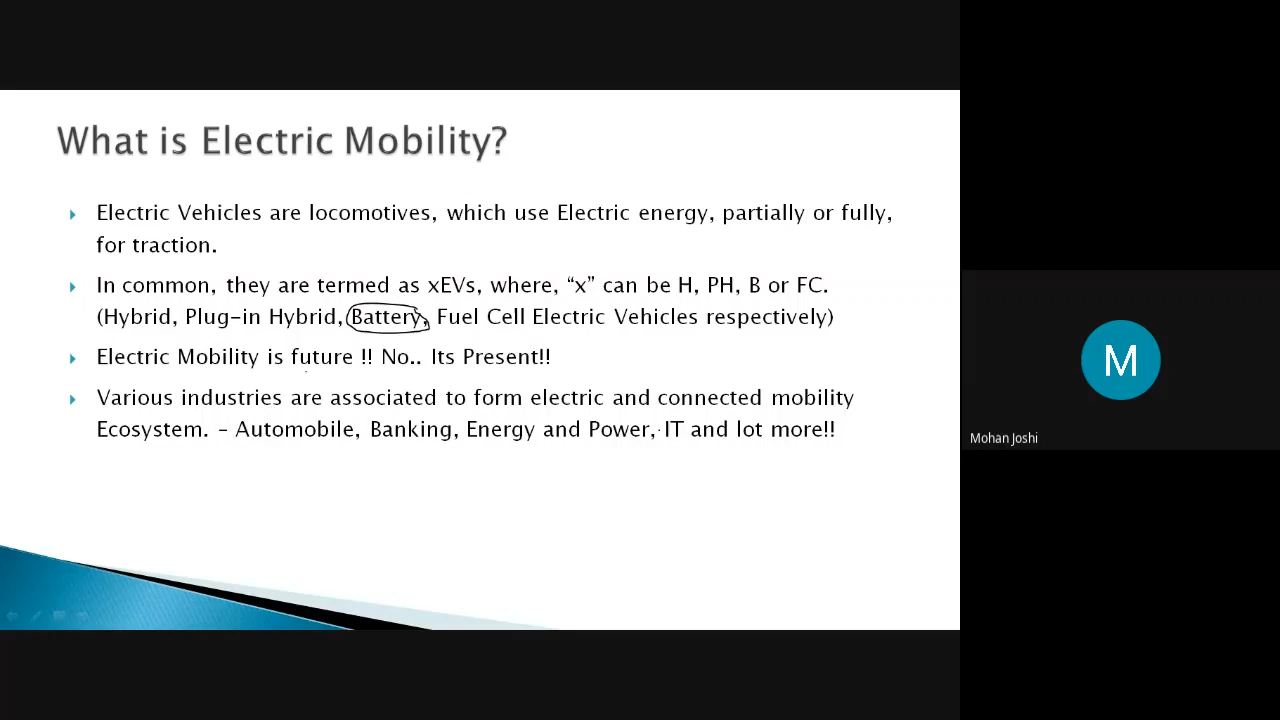 What is Electric Mobility?
Electric Vehicles are locomotives, which use Electric energy, partially or fully,
for traction.
In common, they are termed as xEVs, where, “x” can be H, PH, B or FC.
(Hybrid, Plug-in Hybrid, Battery, Fuel Cell Electric Vehicles respectively)
Electric Mobility is future !! No.. Its Present!!
Various industries are associated to form electric and connected mobility
Ecosystem. – Automobile, Banking, Energy and Power, IT and lot more!!
M
Mohan Joshi